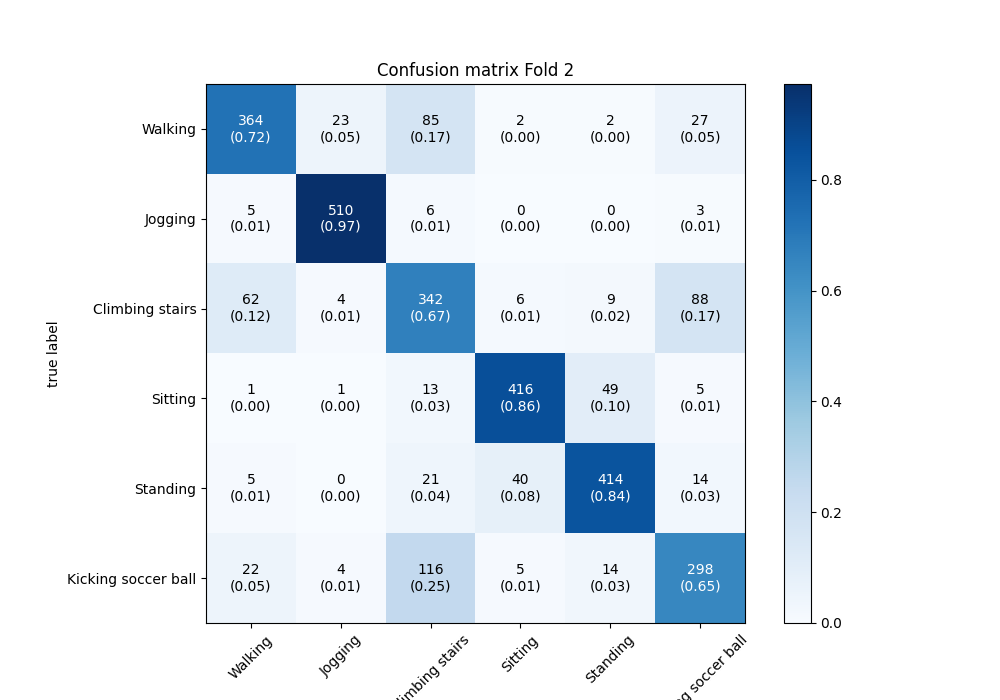 Confusion matrix Fold 2
Walking
364 23 85 2 2 27
(0.72) (0.05) (0.17) (0.00) (0.00) (0.05)
Jogging
5 510 6 0 0 3
(0.01) (0.97) (0.01) (0.00) (0.00) (0.01)
Climbing stairs
62 4 342 6 9 88
(0.12) (0.01) (0.67) (0.01) (0.02) (0.17)
Sitting
1 1 13 416 49 5
(0.00) (0.00) (0.03) (0.86) (0.10) (0.01)
Standing
5 0 21 40 414 14
(0.01) (0.00) (0.04) (0.08) (0.84) (0.03)
Kicking soccer ball
22 4 116 5 14 298
(0.05) (0.01) (0.25) (0.01) (0.03) (0.65)
true label
Walking
Jogging
limbing stairs
Sitting
Standing
g soccer ball
0.8
0.6
0.4
0.2
0.0